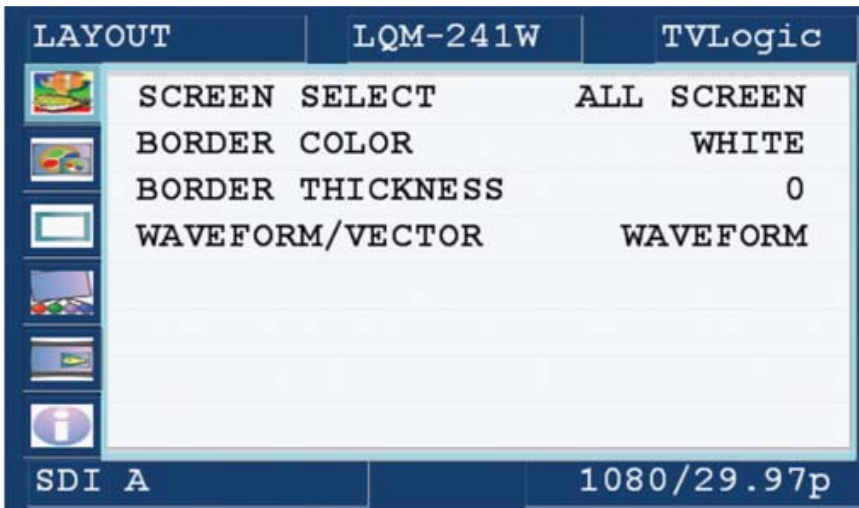 LAYOUT LQM-241W TVLogic
SCREEN SELECT ALL SCREEN
BORDER COLOR WHITE
BORDER THICKNESS 0
WAVEFORM/VECTOR WAVEFORM
i
SDI A 1080/29.97p